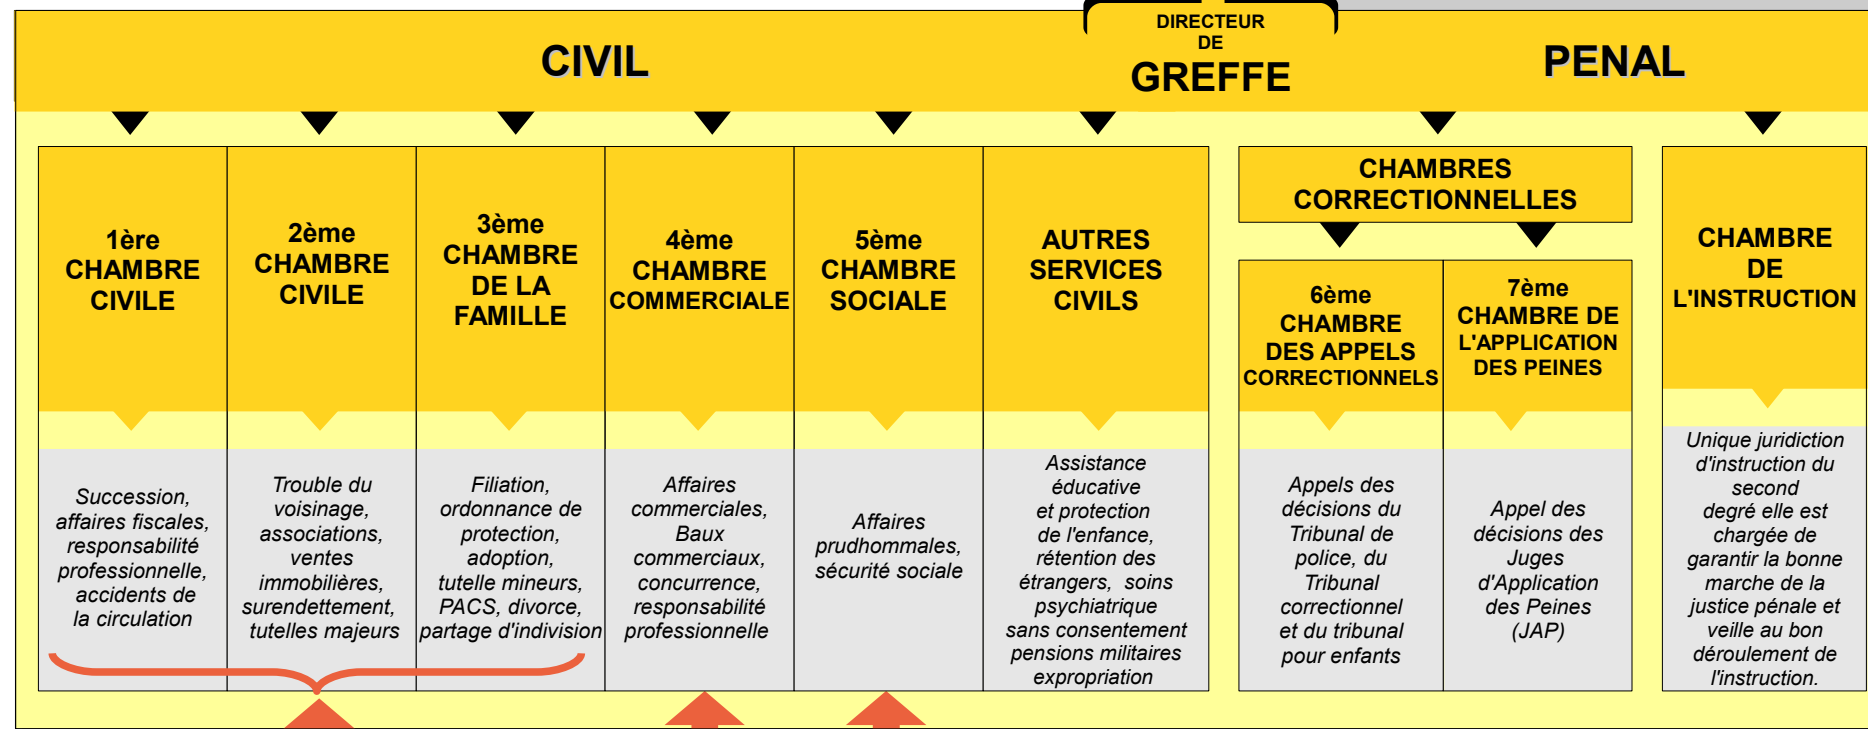 CIVIL
DIRECTEUR
DE
GREFFE
PENAL
1ère
CHAMBRE
CIVILE
2ème
CHAMBRE
CIVILE
3ème
CHAMBRE
DE LA
FAMILLE
4ème
CHAMBRE
COMMERCIALE
5ème
CHAMBRE
SOCIALE
AUTRES
SERVICES
CIVILS
CHAMBRES
CORRECTIONNELLES
6ème
CHAMBRE
DES APPELS
CORRECTIONNELS
7ème
CHAMBRE DE
L'APPLICATION
DES PEINES
CHAMBRE
DE
L'INSTRUCTION
Succession,
affaires fiscales,
responsabilité
professionnelle,
accidents de
la circulation
Trouble du
voisinage,
associations,
ventes
immobilières,
surendettement,
tutelles majeurs
Filiation,
ordonnance de
protection,
adoption,
tutelle mineurs,
PACS, divorce,
partage d'indivision
Affaires
commerciales,
Baux
commerciaux,
concurrence,
responsabilité
professionnelle
Affaires
prudhommales,
sécurité sociale
Assistance
éducative
et protection
de l'enfance,
rétention des
étrangers, soins
psychiatrique
sans consentement
pensions militaires
expropriation
Appels des
décisions du
Tribunal de
police, du
Tribunal
correctionnel
et du tribunal
pour enfants
Appel des
décisions des
Juges
d'Application
des Peines
(JAP)
Unique juridiction
d'instruction du
second
degré elle est
chargée de
garantir la bonne
marche de la
justice pénale et
veille au bon
déroulement de
l'instruction.